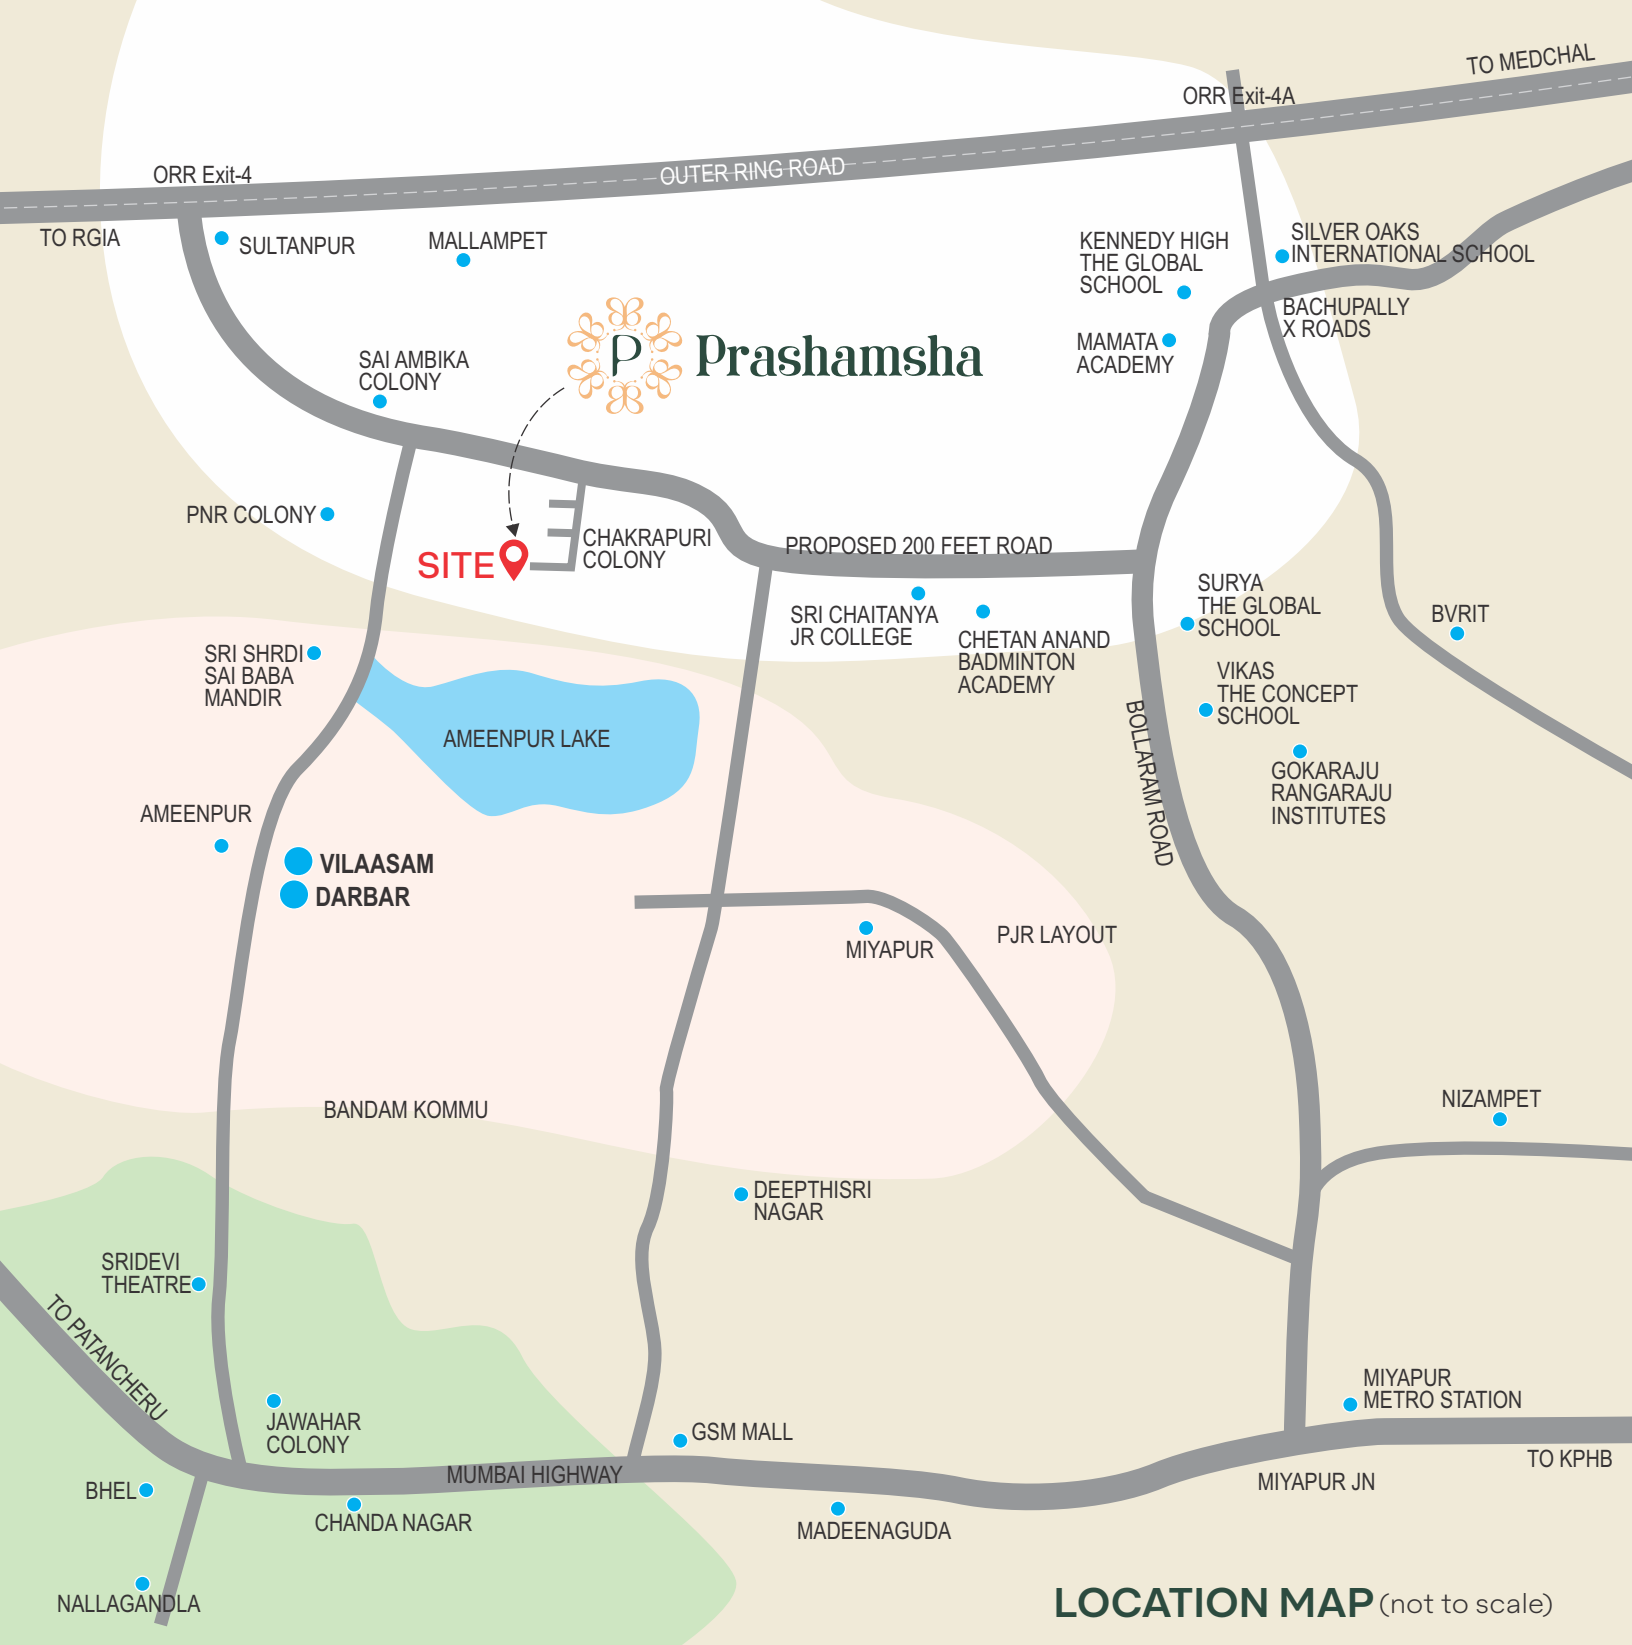 TO MEDCHAL
ORR Exit-4A
OUTER RING ROAD
ORR Exit-4
TO RGIA
SULTANPUR
MALLAMPET
KENNEDY HIGH
THE GLOBAL
SCHOOL
SILVER OAKS
INTERNATIONAL SCHOOL
BACHUPALLY
X ROADS
MAMATA
ACADEMY
P
Prashamsha
SAI AMBIKA
COLONY
PNR COLONY
SITE
CHAKRAPURI
COLONY
PROPOSED 200 FEET ROAD
SRI CHAITANYA
JR COLLEGE
CHETAN ANAND
BADMINTON
ACADEMY
SURYA
THE GLOBAL
SCHOOL
BVRIT
VIKAS
THE CONCEPT
SCHOOL
GOKARAJU
RANGARAJU
INSTITUTES
BOLLARAM ROAD
SRI SHRDI
SAI BABA
MANDIR
AMEENPUR LAKE
AMEENPUR
VILAASAM
DARBAR
MIYAPUR
PJR LAYOUT
BANDAM KOMMU
NIZAMPET
DEEPTHISRI
NAGAR
SRIDEVI
THEATRE
TO PATANCHERU
JAWAHAR
COLONY
GSM MALL
MIYAPUR
METRO STATION
MUMBAI HIGHWAY
TO KPHB
MIYAPUR JN
BHEL
CHANDA NAGAR
MADEENAGUDA
NALLAGANDLA
LOCATION MAP (not to scale)